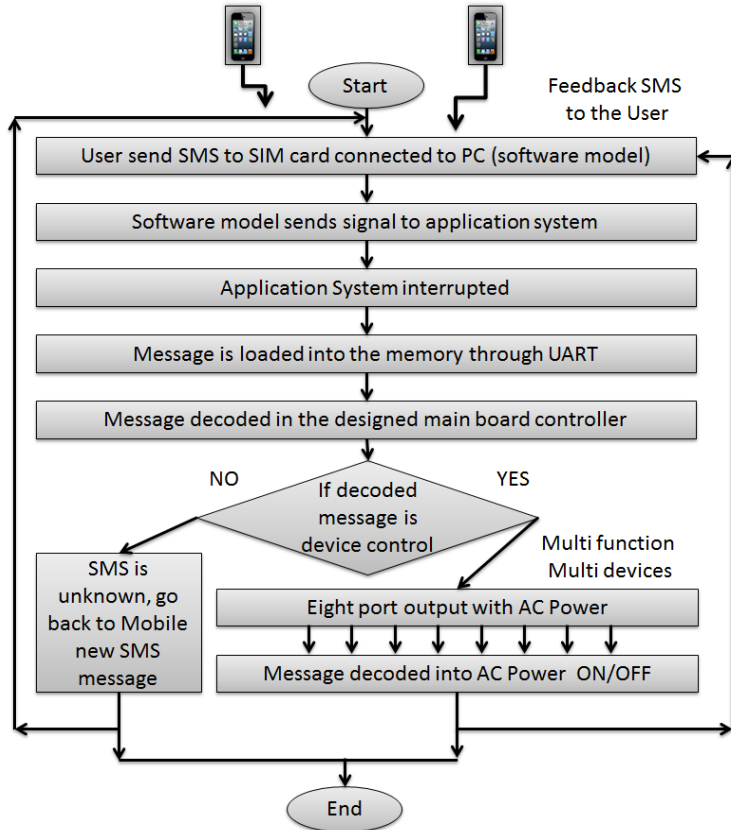 Start
Feedback SMS
to the User
User send SMS to SIM card connected to PC (software model)
Software model sends signal to application system
Application System interrupted
Message is loaded into the memory through UART
Message decoded in the designed main board controller
NO
YES
If decoded
message is
device control
Multi function
Multi devices
SMS is
unknown, go
back to Mobile
new SMS
message
Eight port output with AC Power
Message decoded into AC Power ON/OFF
End